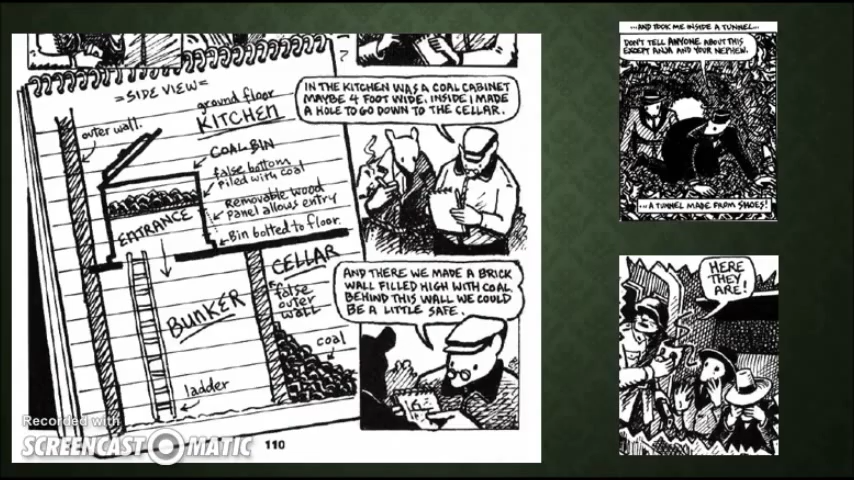 =SIDE VIEW=
ground floor
KITCHEN
outer wall.
COAL BIN
false bottom
piled with coal
Removable wood
panel allows entry
Bin bolted to floor.
ENTRANCE
CELLAR
false
outer
wall
BUNKER
coal
ladder
?
IN THE KITCHEN WAS A COAL CABINET
MAYBE 4 FOOT WIDE. INSIDE I MADE
A HOLE TO GO DOWN TO THE CELLAR.
AND THERE WE MADE A BRICK
WALL FILLED HIGH WITH COAL.
BEHIND THIS WALL WE COULD
BE A LITTLE SAFE.
110
Recorded with
SCREENCAST-O-MATIC
...AND TOOK ME INSIDE A TUNNEL...
DON'T TELL ANYONE ABOUT THIS
EXCEPT ANJA AND YOUR NEPHEW.
...A TUNNEL MADE FROM SHOES!
HERE
THEY
ARE!